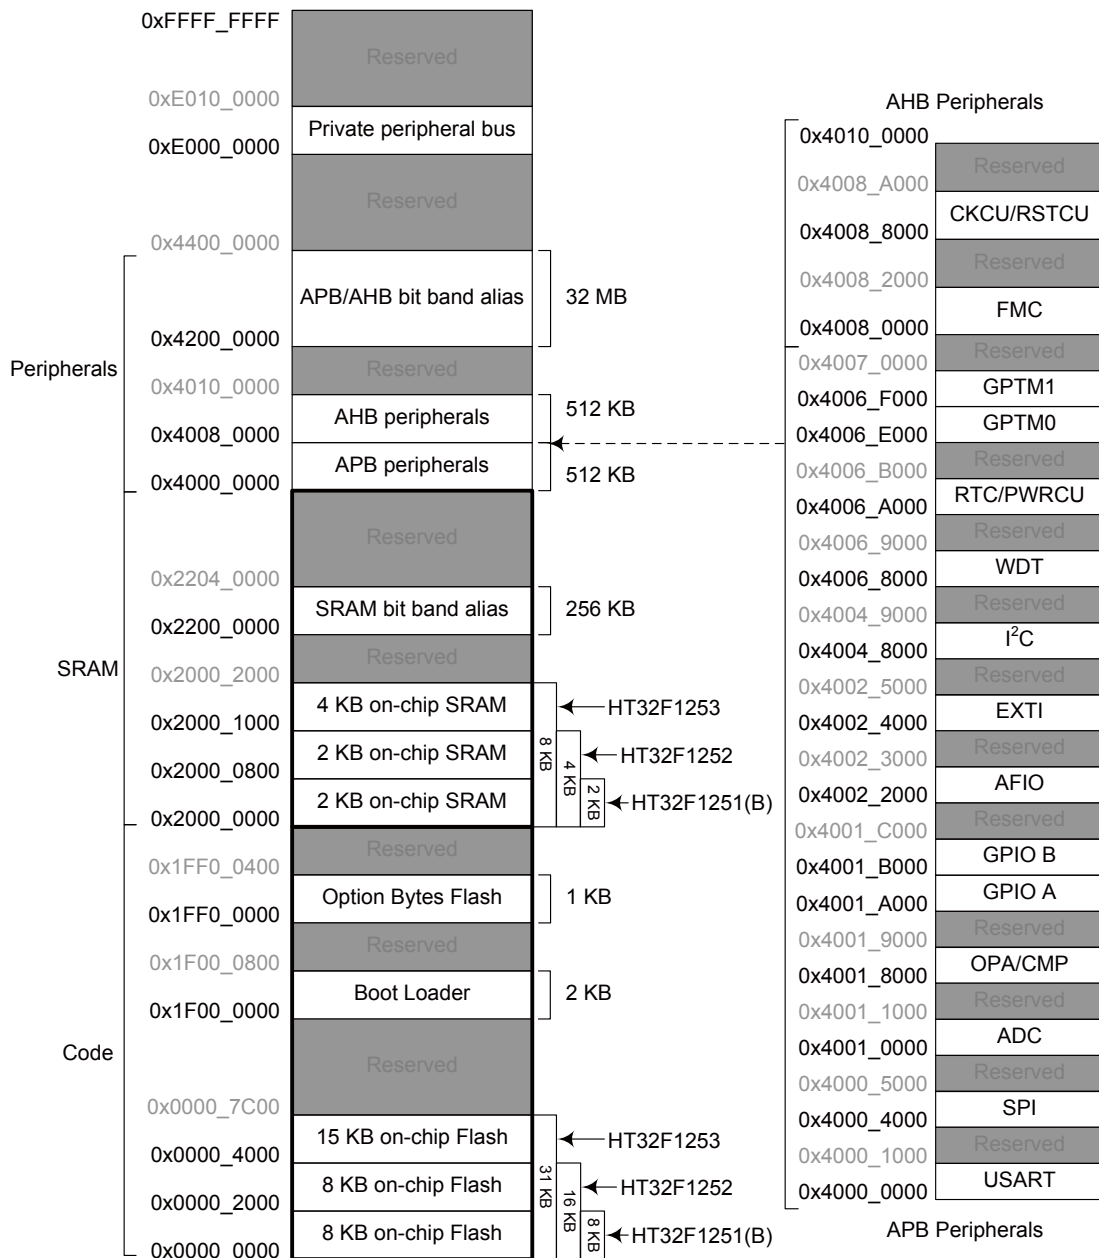 0xFFFF_FFFF
Reserved
0xE010_0000
Private peripheral bus
0xE000_0000
Reserved
0x4400_0000
APB/AHB bit band alias
32 MB
0x4200_0000
Peripherals
Reserved
0x4010_0000
AHB peripherals
512 KB
0x4008_0000
APB peripherals
512 KB
0x4000_0000
Reserved
0x2204_0000
SRAM bit band alias
256 KB
0x2200_0000
SRAM
Reserved
0x2000_2000
4 KB on-chip SRAM
HT32F1253
0x2000_1000
2 KB on-chip SRAM
HT32F1252
0x2000_0800
2 KB on-chip SRAM
HT32F1251(B)
8 KB
4 KB
2 KB
0x2000_0000
Reserved
0x1FF0_0400
Option Bytes Flash
1 KB
0x1FF0_0000
Reserved
0x1F00_0800
Boot Loader
2 KB
0x1F00_0000
Code
Reserved
0x0000_7C00
15 KB on-chip Flash
HT32F1253
0x0000_4000
8 KB on-chip Flash
HT32F1252
0x0000_2000
8 KB on-chip Flash
HT32F1251(B)
31 KB
16 KB
8 KB
0x0000_0000
AHB Peripherals
0x4010_0000
Reserved
0x4008_A000
CKCU/RSTCU
0x4008_8000
Reserved
0x4008_2000
FMC
0x4008_0000
Reserved
0x4007_0000
GPTM1
0x4006_F000
GPTM0
0x4006_E000
Reserved
0x4006_B000
RTC/PWRCU
0x4006_A000
Reserved
0x4006_9000
WDT
0x4006_8000
Reserved
0x4004_9000
I²C
0x4004_8000
Reserved
0x4002_5000
EXTI
0x4002_4000
Reserved
0x4002_3000
AFIO
0x4002_2000
Reserved
0x4001_C000
GPIO B
0x4001_B000
GPIO A
0x4001_A000
Reserved
0x4001_9000
OPA/CMP
0x4001_8000
Reserved
0x4001_1000
ADC
0x4001_0000
Reserved
0x4000_5000
SPI
0x4000_4000
Reserved
0x4000_1000
USART
0x4000_0000
APB Peripherals